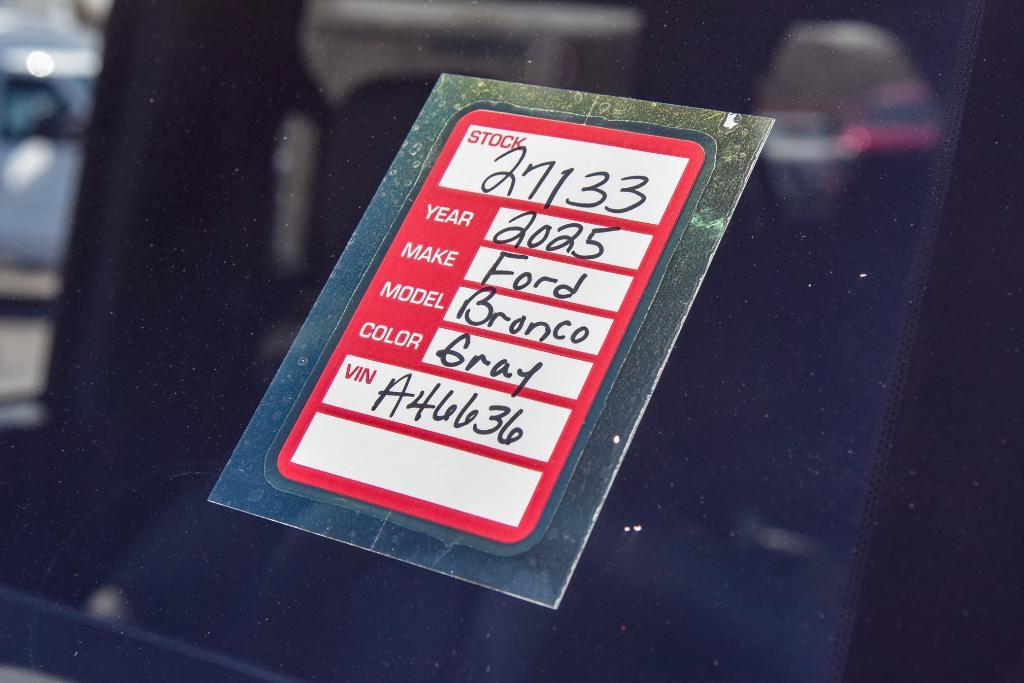 STOCK
27133
YEAR 2025
MAKE Ford
MODEL Bronco
COLOR Gray
VIN A46636